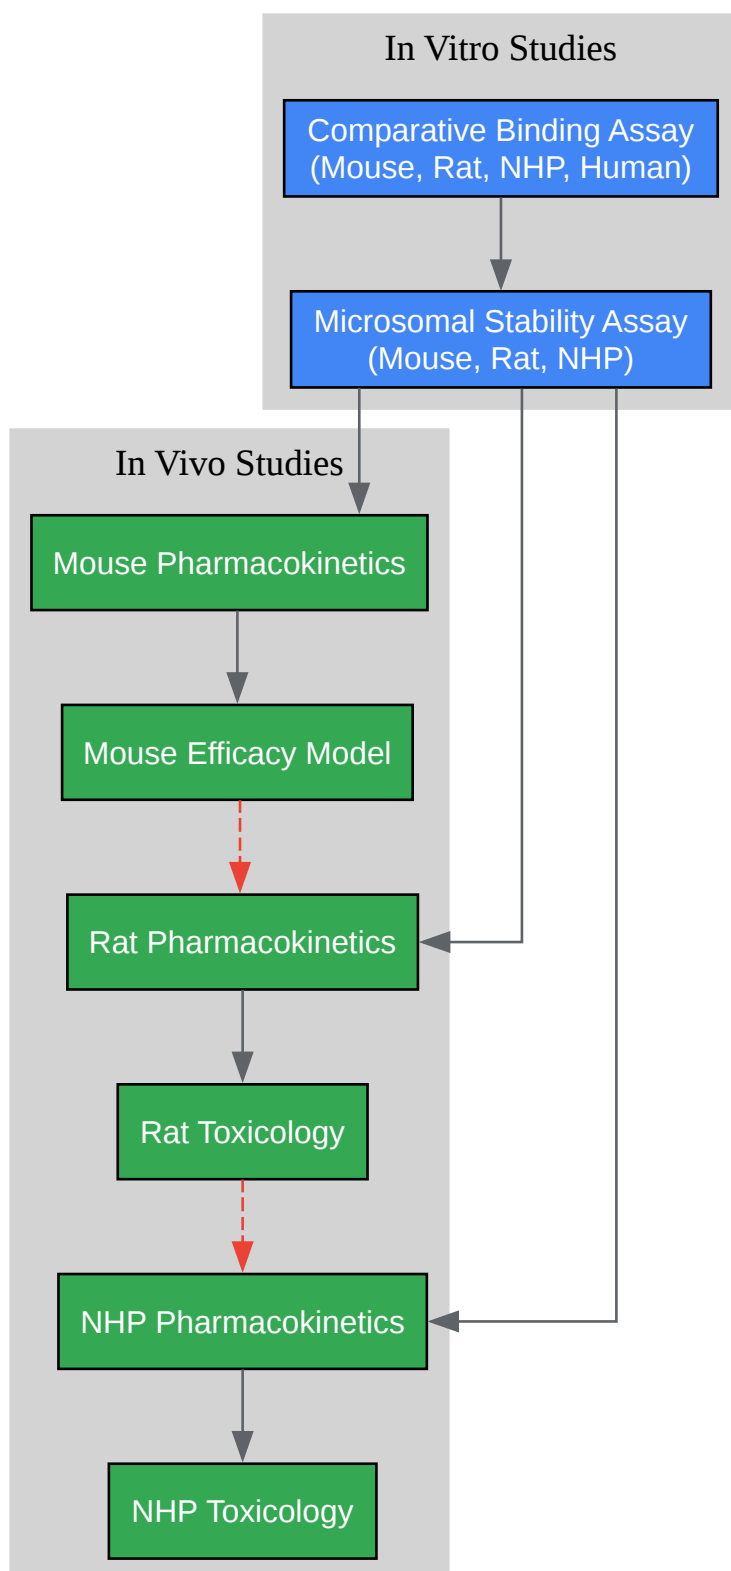 In Vitro Studies
Comparative Binding Assay
(Mouse, Rat, NHP, Human)
Microsomal Stability Assay
(Mouse, Rat, NHP)
In Vivo Studies
Mouse Pharmacokinetics
Mouse Efficacy Model
Rat Pharmacokinetics
Rat Toxicology
NHP Pharmacokinetics
NHP Toxicology